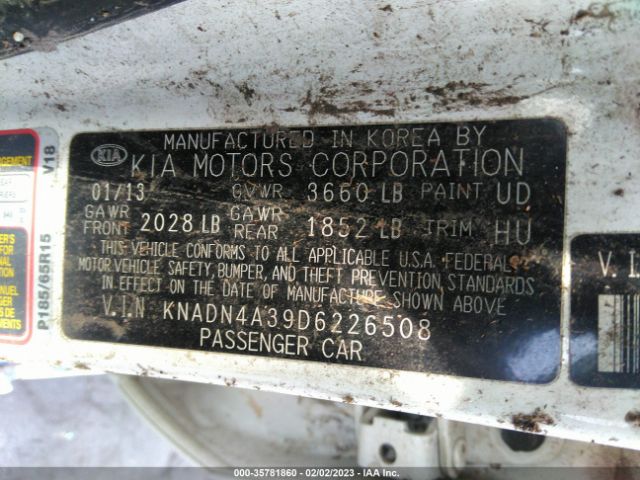 MANUFACTURED IN KOREA BY
KIA KIA MOTORS CORPORATION
01/13 GVWR 3660 LB PAINT UD
GAWR FRONT 2028 LB GAWR REAR 1852 LB TRIM HU
THIS VEHICLE CONFORMS TO ALL APPLICABLE U.S.A. FEDERAL
MOTOR VEHICLE SAFETY, BUMPER, AND THEFT PREVENTION STANDARDS
IN EFFECT ON THE DATE OF MANUFACTURE SHOWN ABOVE.
V.I.N KNADN4A39D6226508
PASSENGER CAR
P185/65R15 V18
V.I.
000-35781860 - 02/02/2023 - IAA Inc.